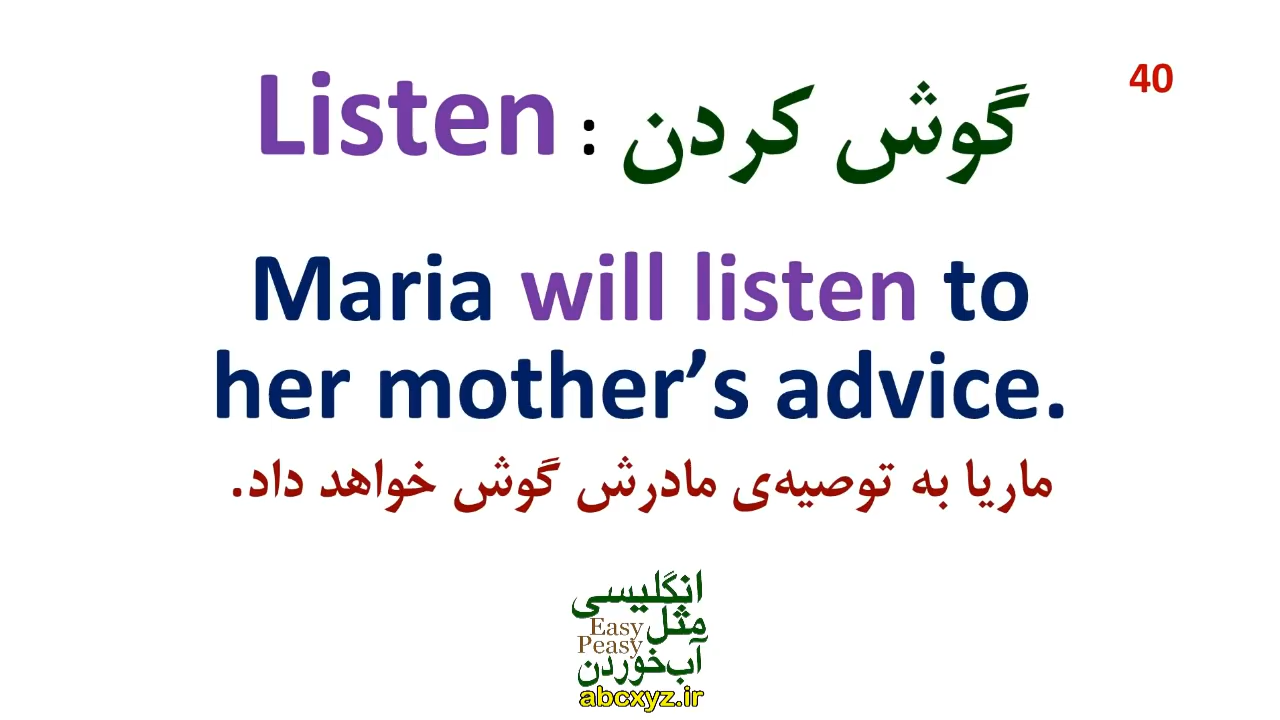 40
Listen : گوش کردن
Maria will listen to
her mother’s advice.
ماریا به توصیه‌ی مادرش گوش خواهد داد.
انگلیسی
مثل Easy
Peasy
آب‌خوردن
abcxyz.ir